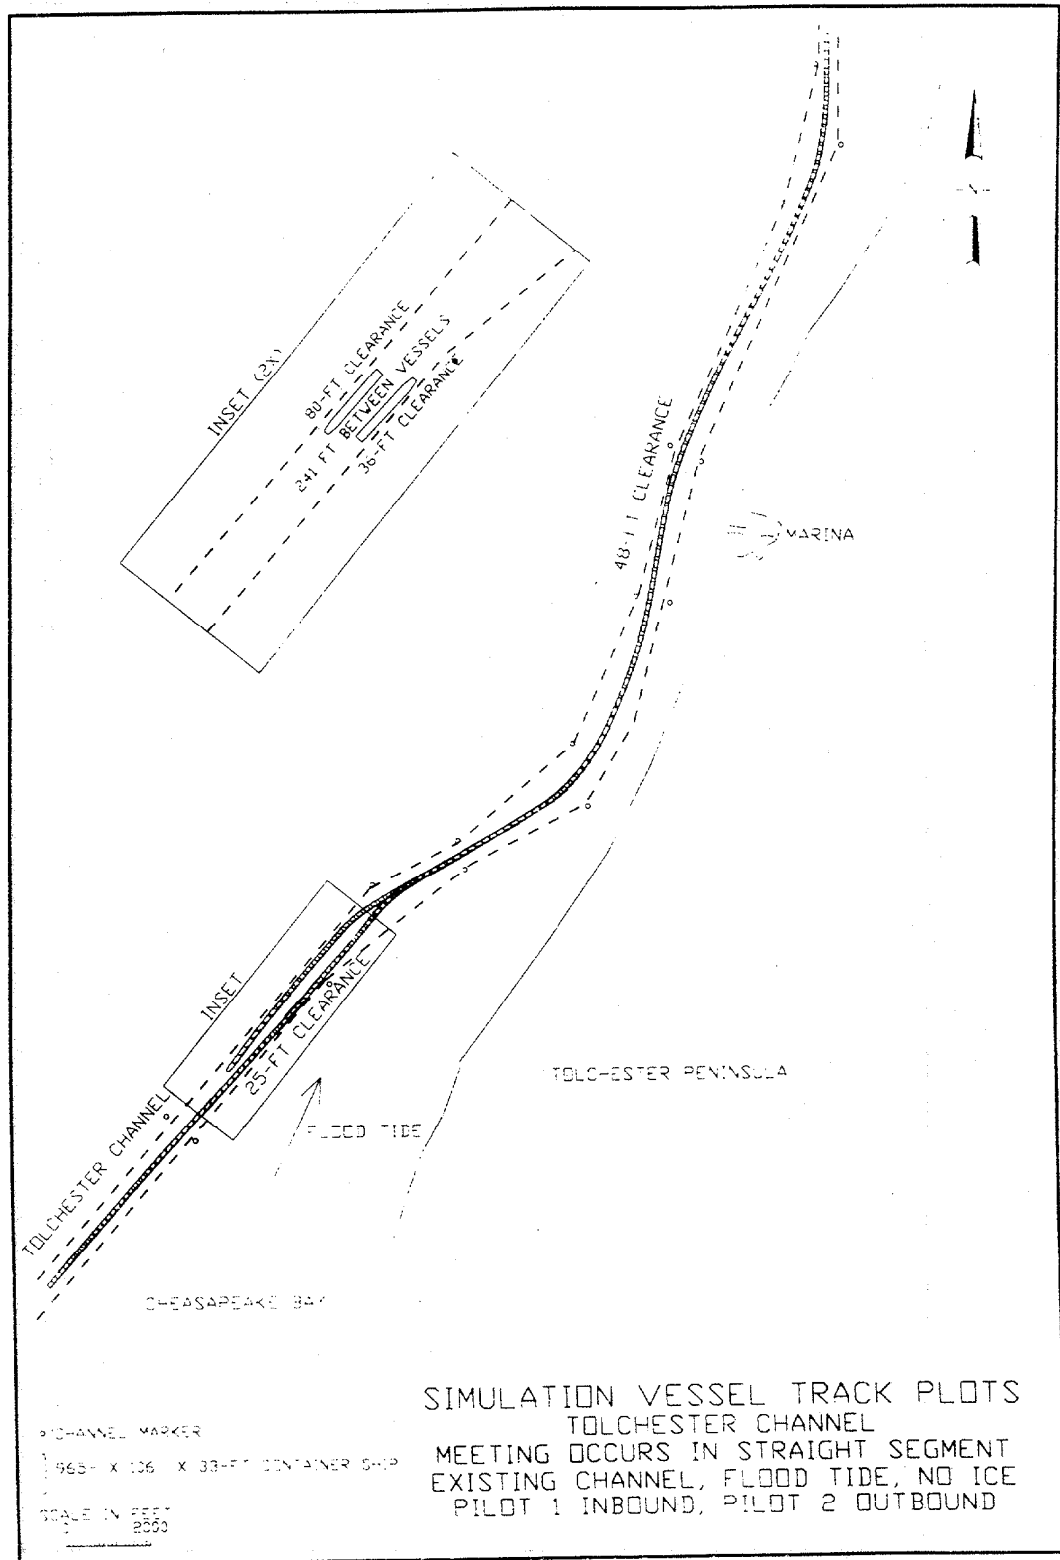 INSET (2X)
80-FT CLEARANCE
241 FT BETWEEN VESSELS
36-FT CLEARANCE
48-FT CLEARANCE
MARINA
INSET
25-FT CLEARANCE
TOLCHESTER CHANNEL
FLOOD TIDE
TOLCHESTER PENINSULA
CHEASAPEAKE BAY
CHANNEL MARKER
965- X 106 X 33-FT CONTAINER SHIP
SCALE IN FEET
2000
SIMULATION VESSEL TRACK PLOTS
TOLCHESTER CHANNEL
MEETING OCCURS IN STRAIGHT SEGMENT
EXISTING CHANNEL, FLOOD TIDE, NO ICE
PILOT 1 INBOUND, PILOT 2 OUTBOUND